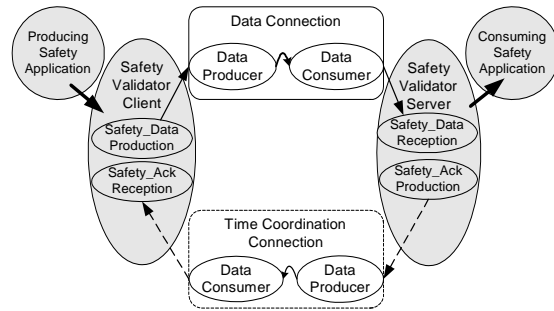 Producing
Safety
Application
Safety
Validator
Client
Safety_Data
Production
Safety_Ack
Reception
Data Connection
Data
Producer
Data
Consumer
Safety
Validator
Server
Safety_Data
Reception
Safety_Ack
Production
Consuming
Safety
Application
Time Coordination
Connection
Data
Consumer
Data
Producer